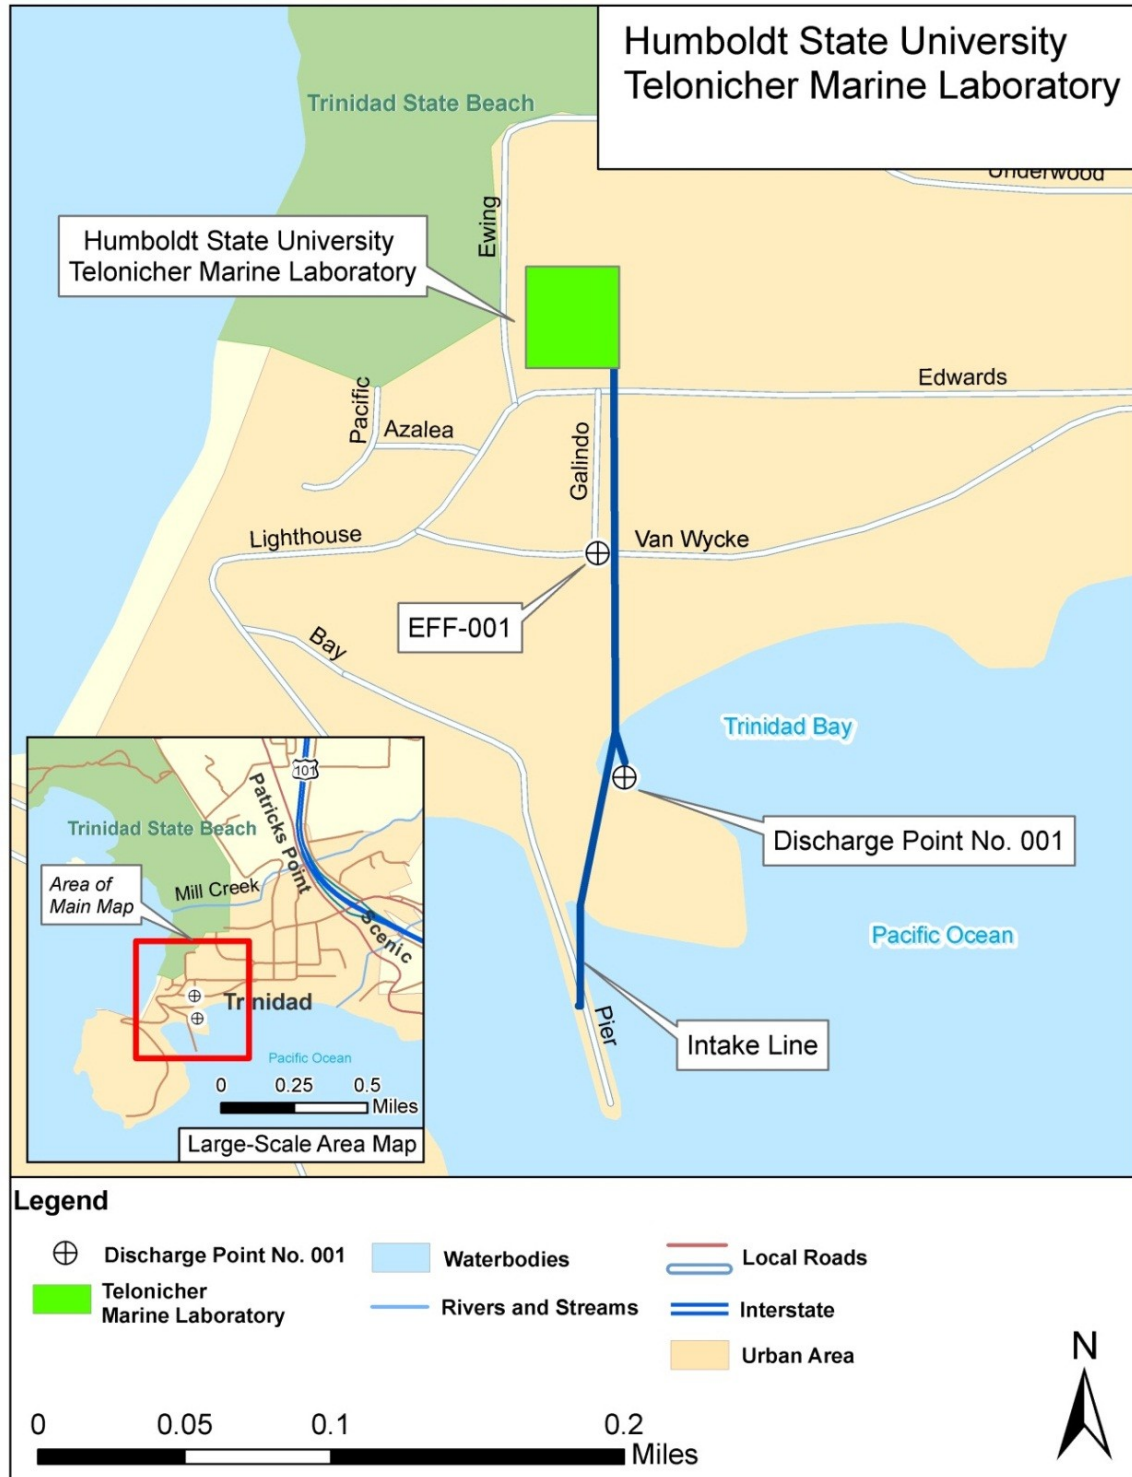 Humboldt State University
Telonicher Marine Laboratory
Trinidad State Beach
Underwood
Ewing
Humboldt State University
Telonicher Marine Laboratory
Edwards
Pacific
Azalea
Galindo
Lighthouse
Van Wycke
EFF-001
Bay
Trinidad Bay
Discharge Point No. 001
Pacific Ocean
Pier
Intake Line
101
Patricks Point
Trinidad State Beach
Mill Creek
Area of
Main Map
Scenic
Trinidad
Pacific Ocean
0 0.25 0.5
Miles
Large-Scale Area Map
Legend
Discharge Point No. 001
Telonicher
Marine Laboratory
Waterbodies
Rivers and Streams
Local Roads
Interstate
Urban Area
N
0 0.05 0.1 0.2
Miles